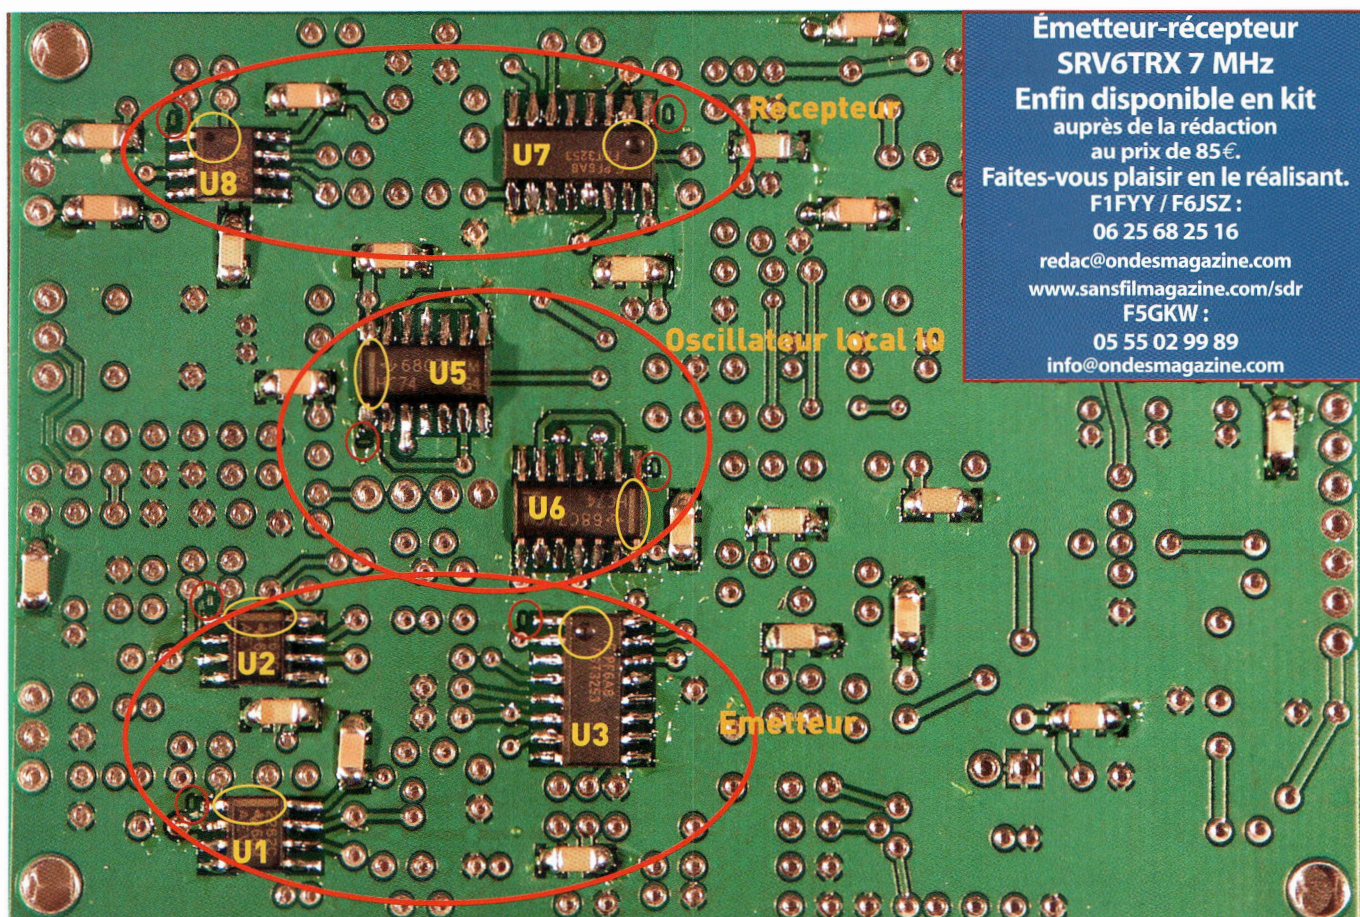 Émetteur-récepteur
SRV6TRX 7 MHz
Enfin disponible en kit
auprès de la rédaction
au prix de 85€.
Faites-vous plaisir en le réalisant.
F1FYY / F6JSZ :
06 25 68 25 16
redac@ondesmagazine.com
www.sansfilmagazine.com/sdr
F5GKW :
05 55 02 99 89
info@ondesmagazine.com
Récepteur
U7
U8
Oscillateur local IQ
U5
U6
U2
U3
Émetteur
U1